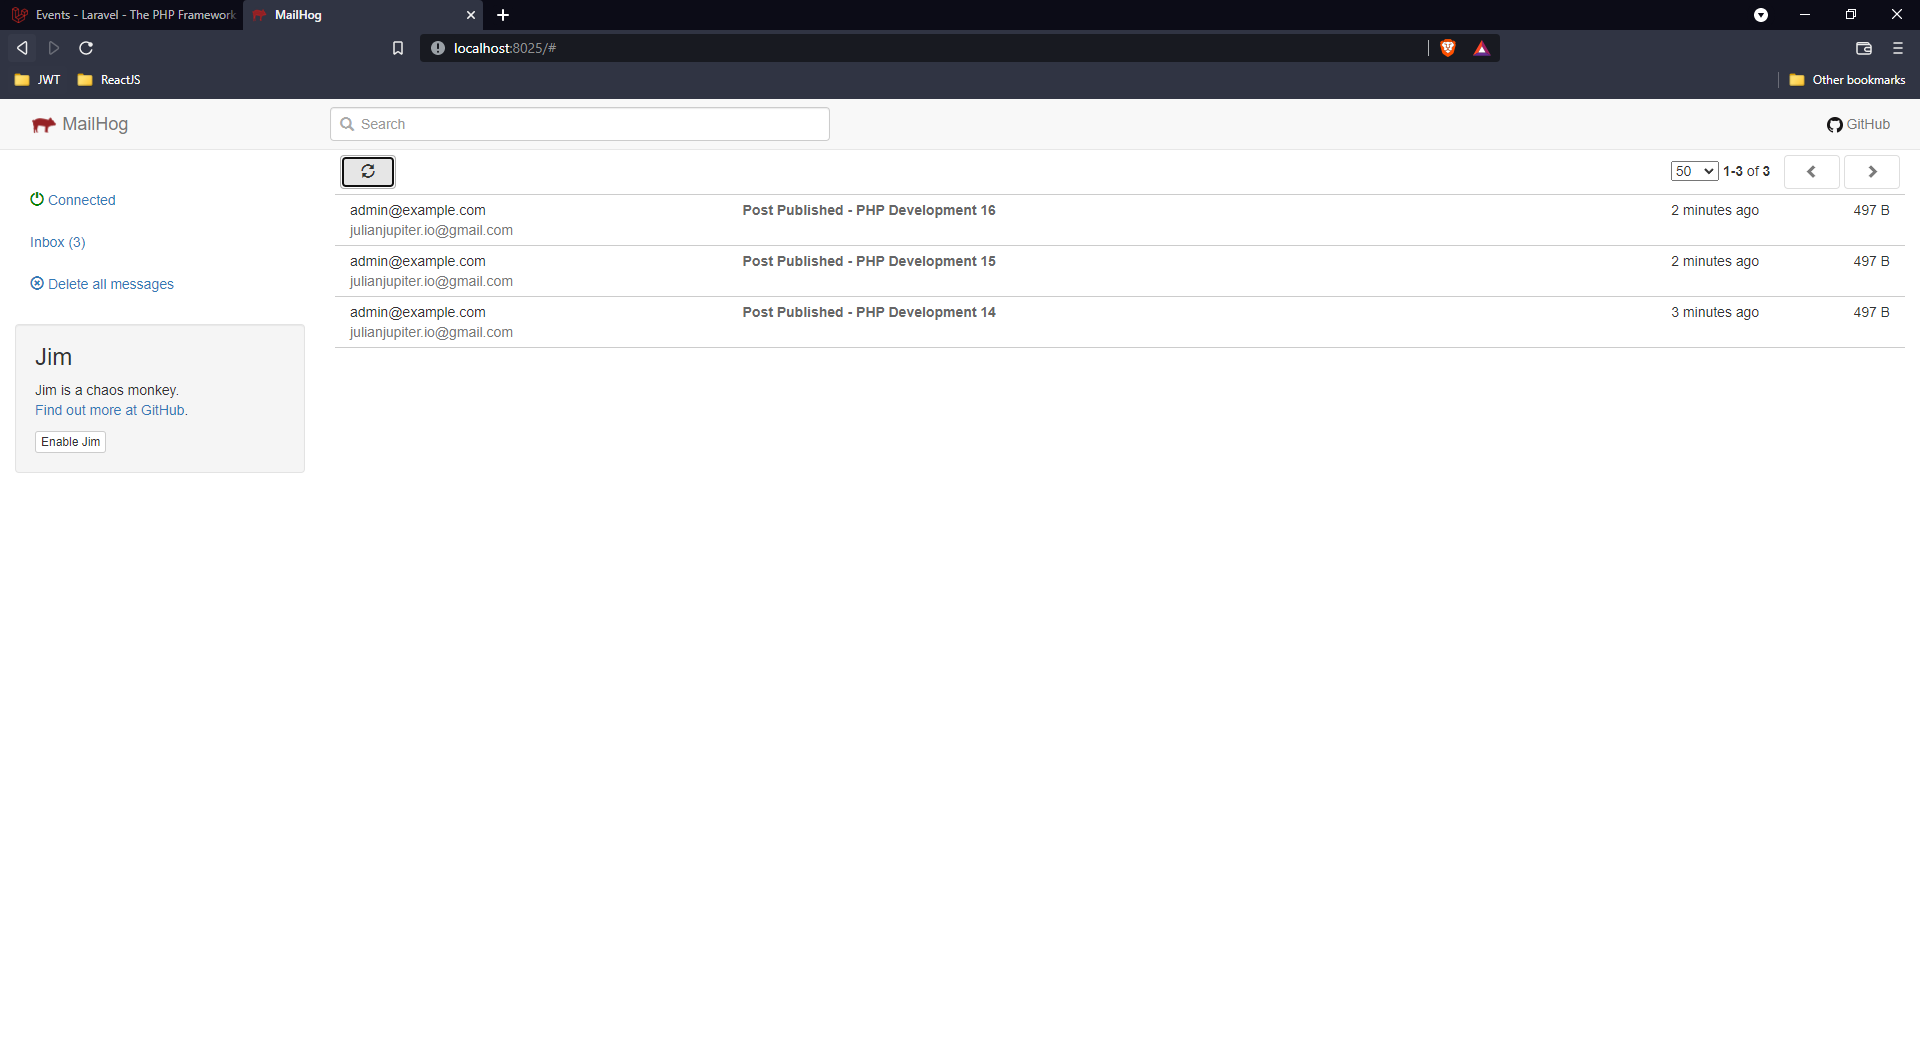 Events - Laravel - The PHP Framework
MailHog
localhost:8025/#
JWT
ReactJS
Other bookmarks
MailHog
Search
GitHub
50
1-3 of 3
Connected
Inbox (3)
Delete all messages
Jim
Jim is a chaos monkey.
Find out more at GitHub.
Enable Jim
admin@example.com Post Published - PHP Development 16 2 minutes ago 497 B
julianjupiter.io@gmail.com
admin@example.com Post Published - PHP Development 15 2 minutes ago 497 B
julianjupiter.io@gmail.com
admin@example.com Post Published - PHP Development 14 3 minutes ago 497 B
julianjupiter.io@gmail.com